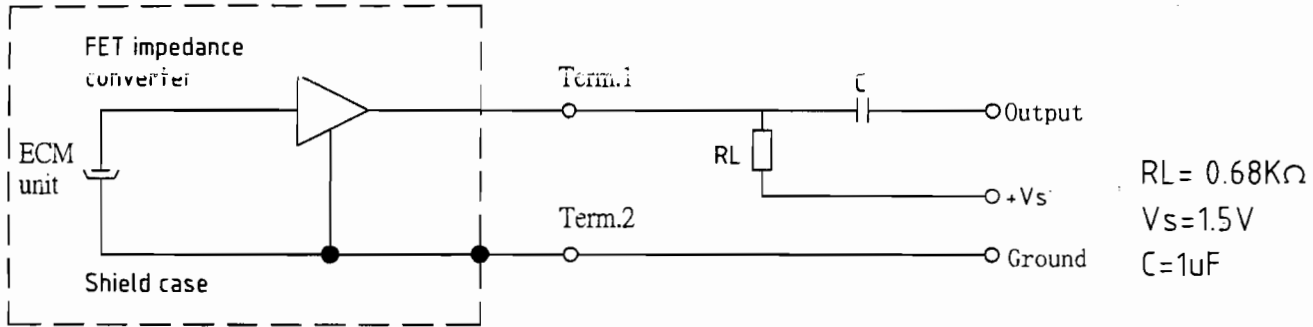 FET impedance
converter
Term.1
C
Output
ECM
unit
RL
+Vs
RL= 0.68KΩ
Vs=1.5V
C=1uF
Term.2
Ground
Shield case